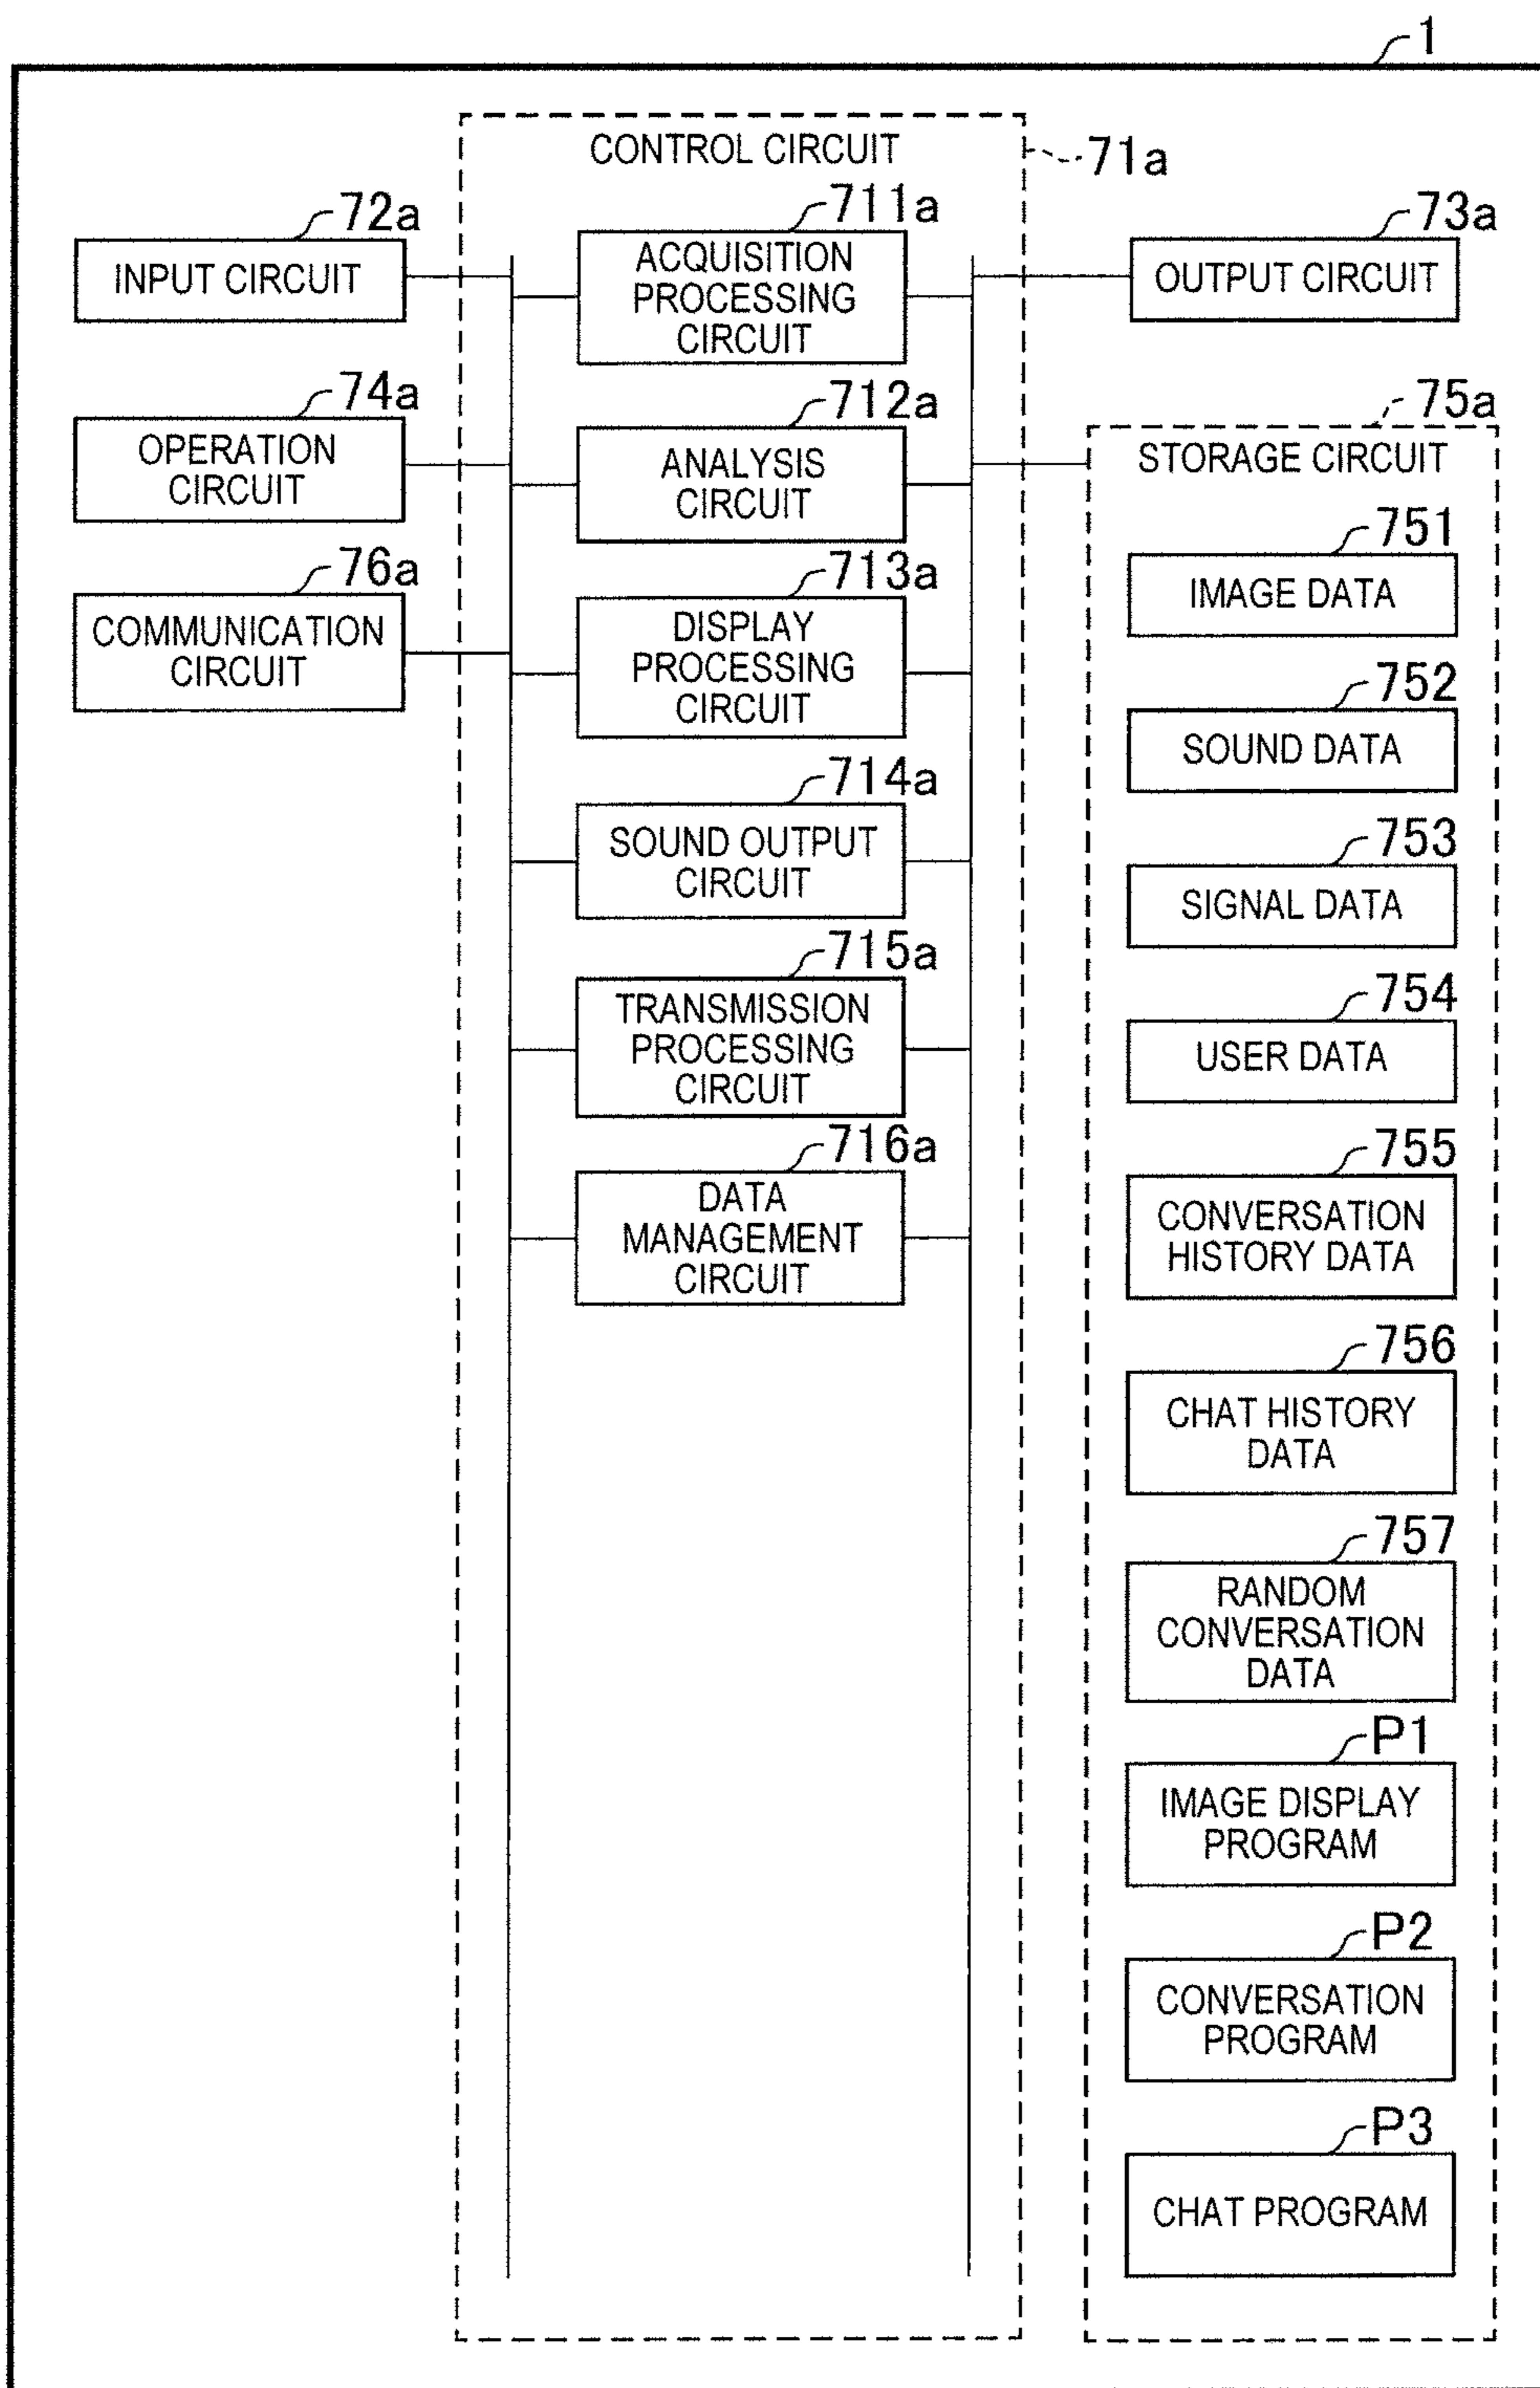 1
CONTROL CIRCUIT
71a
72a
INPUT CIRCUIT
74a
OPERATION
CIRCUIT
76a
COMMUNICATION
CIRCUIT
711a
ACQUISITION
PROCESSING
CIRCUIT
712a
ANALYSIS
CIRCUIT
713a
DISPLAY
PROCESSING
CIRCUIT
714a
SOUND OUTPUT
CIRCUIT
715a
TRANSMISSION
PROCESSING
CIRCUIT
716a
DATA
MANAGEMENT
CIRCUIT
73a
OUTPUT CIRCUIT
75a
STORAGE CIRCUIT
751
IMAGE DATA
752
SOUND DATA
753
SIGNAL DATA
754
USER DATA
755
CONVERSATION
HISTORY DATA
756
CHAT HISTORY
DATA
757
RANDOM
CONVERSATION
DATA
P1
IMAGE DISPLAY
PROGRAM
P2
CONVERSATION
PROGRAM
P3
CHAT PROGRAM